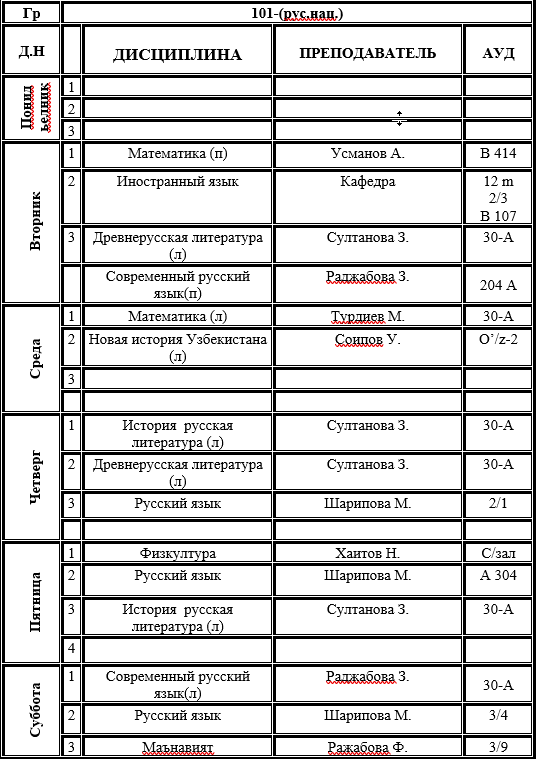 Гр 101-(рус.нац.)
Д.Н ДИСЦИПЛИНА ПРЕПОДАВАТЕЛЬ АУД
Понид
ьедник
1
2
3
Вторник
1 Математика (п) Усманов А. В 414
2 Иностранный язык Кафедра 12 m
2/3
В 107
3 Древнерусская литература
(л) Султанова З. 30-А
Современный русский
язык(п) Раджабова З. 204 А
Среда
1 Математика (л) Турдиев М. 30-А
2 Новая история Узбекистана
(л) Соипов У. O’/z-2
3
Четверг
1 История русская
литература (л) Султанова З. 30-А
2 Древнерусская литература
(л) Султанова З. 30-А
3 Русский язык Шарипова М. 2/1
Пятница
1 Физкултура Хаитов Н. С/зал
2 Русский язык Шарипова М. А 304
3 История русская
литература (л) Султанова З. 30-А
4
Суббота
1 Современный русский
язык(л) Раджабова З. 30-А
2 Русский язык Шарипова М. 3/4
3 Маънавият Ражабова Ф. 3/9